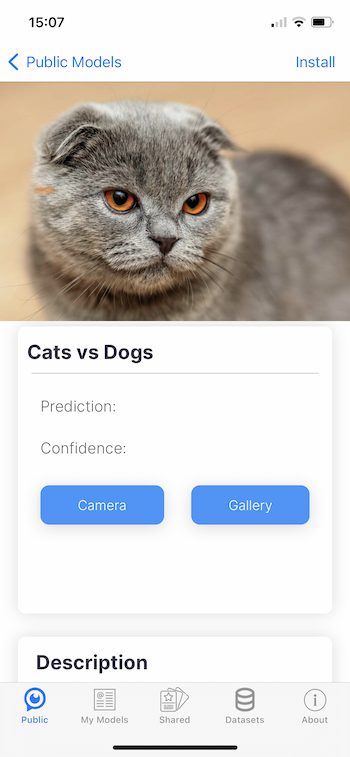 15:07
Public Models Install
Cats vs Dogs
Prediction:
Confidence:
Camera Gallery
Description
Public My Models Shared Datasets About